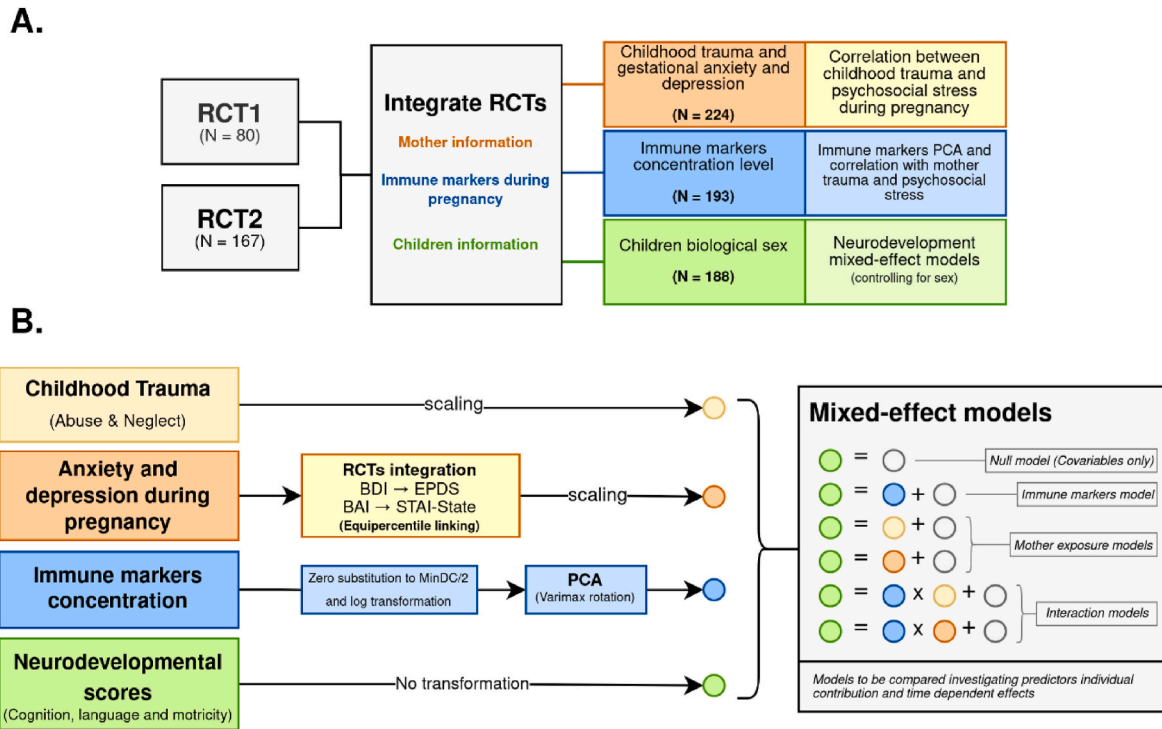 A.
RCT1
(N = 80)
RCT2
(N = 167)
Integrate RCTs
Mother information
Immune markers during
pregnancy
Children information
Childhood trauma and
gestational anxiety and
depression
(N = 224)
Correlation between
childhood trauma and
psychosocial stress
during pregnancy
Immune markers
concentration level
(N = 193)
Immune markers PCA and
correlation with mother
trauma and psychosocial
stress
Children biological sex
(N = 188)
Neurodevelopment
mixed-effect models
(controlling for sex)
B.
Childhood Trauma
(Abuse & Neglect)
scaling
Anxiety and
depression during
pregnancy
RCTs integration
BDI → EPDS
BAI → STAI-State
(Equipercentile linking)
scaling
Immune markers
concentration
Zero substitution to MinDC/2
and log transformation
PCA
(Varimax rotation)
Neurodevelopmental
scores
(Cognition, language and motricity)
No transformation
Mixed-effect models
=
Null model (Covariables only)
= +
Immune markers model
= +
= +
Mother exposure models
= x +
= x +
Interaction models
Models to be compared investigating predictors individual
contribution and time dependent effects